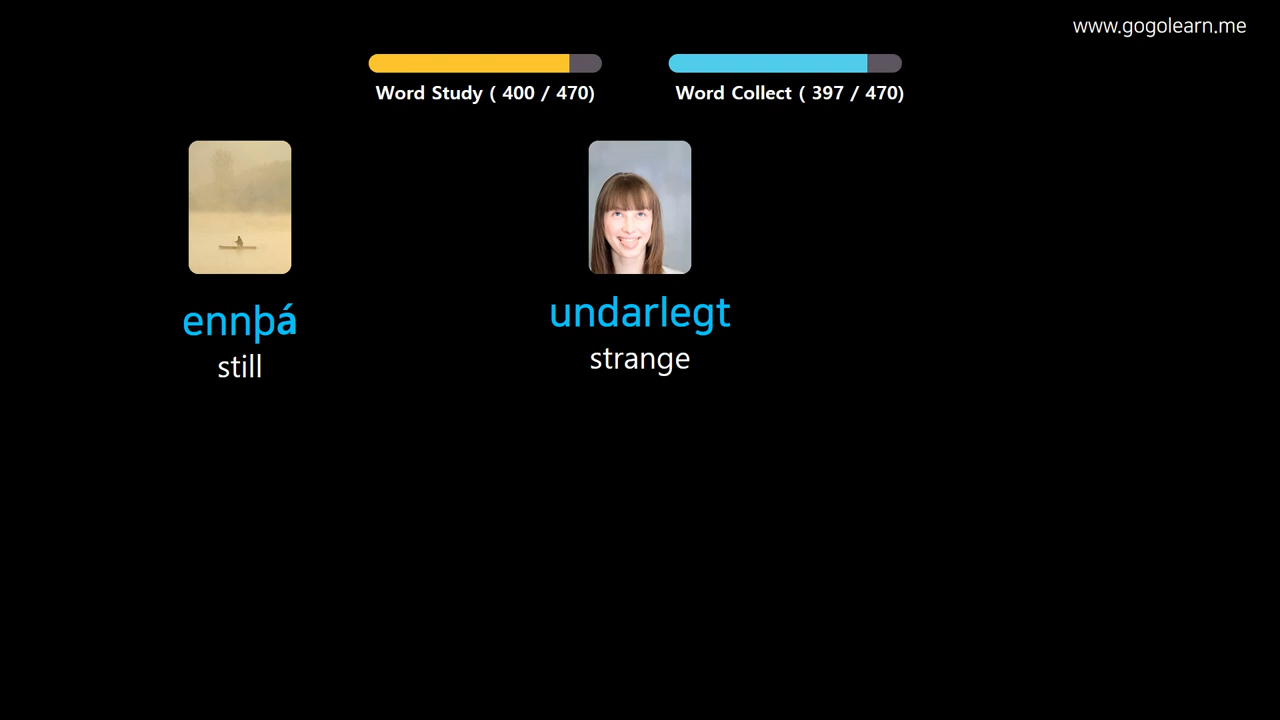 www.gogolearn.me
Word Study ( 400 / 470)
Word Collect ( 397 / 470)
ennþá
still
undarlegt
strange